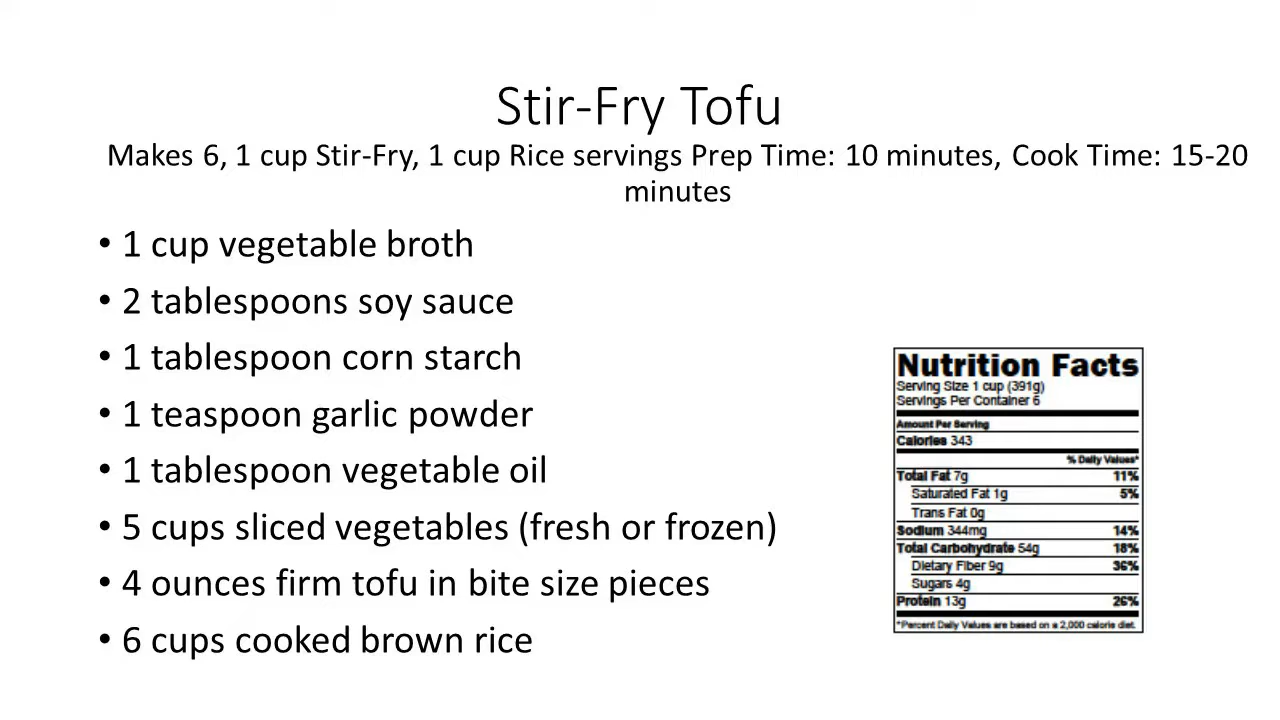 Stir-Fry Tofu
Makes 6, 1 cup Stir-Fry, 1 cup Rice servings Prep Time: 10 minutes, Cook Time: 15-20
minutes
• 1 cup vegetable broth
• 2 tablespoons soy sauce
• 1 tablespoon corn starch
• 1 teaspoon garlic powder
• 1 tablespoon vegetable oil
• 5 cups sliced vegetables (fresh or frozen)
• 4 ounces firm tofu in bite size pieces
• 6 cups cooked brown rice
Nutrition Facts
Serving Size 1 cup (391g)
Servings Per Container 6
Amount Per Serving
Calories 343
% Daily Values*
Total Fat 7g 11%
Saturated Fat 1g 5%
Trans Fat 0g
Sodium 344mg 14%
Total Carbohydrate 54g 18%
Dietary Fiber 9g 36%
Sugars 4g
Protein 13g 26%
*Percent Daily Values are based on a 2,000 calorie diet.